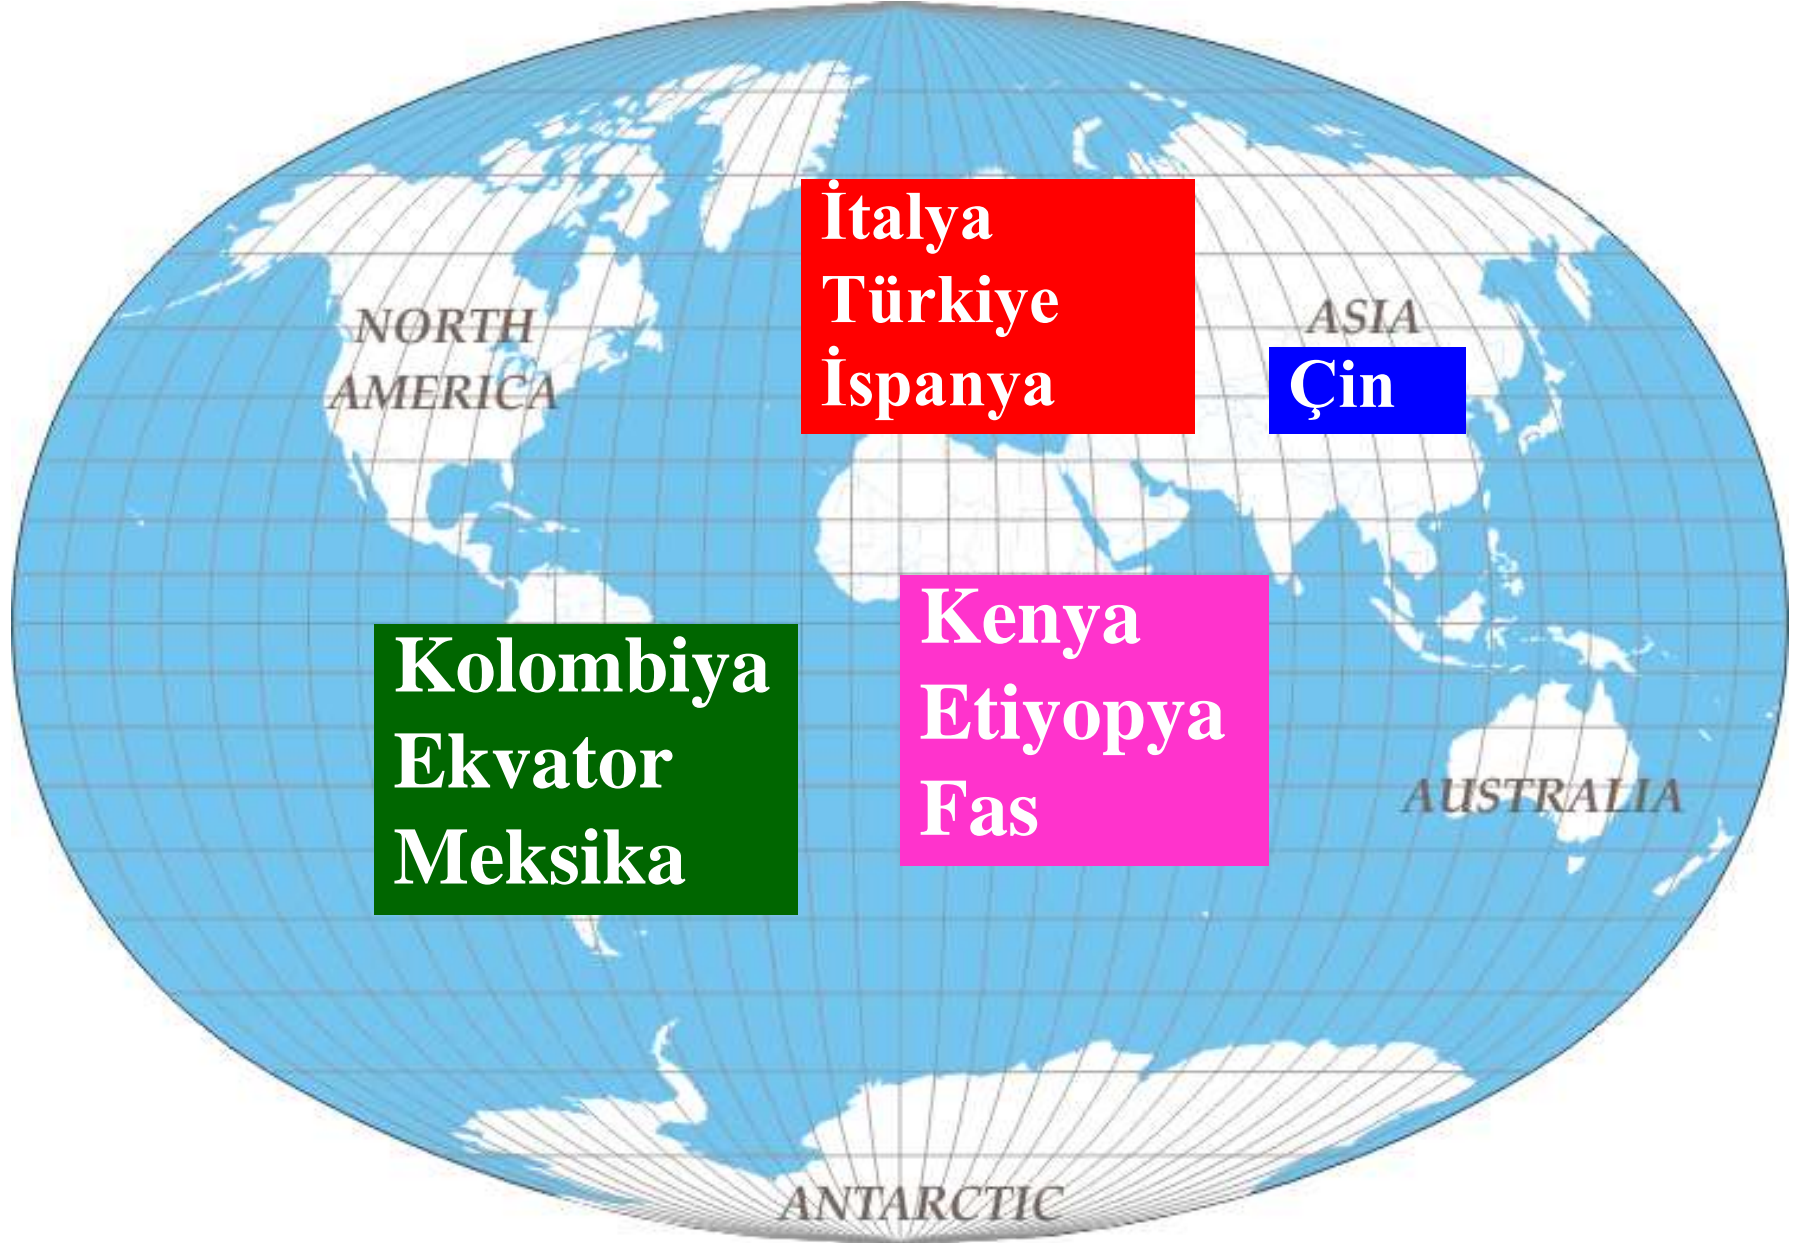 İtalya
Türkiye
İspanya
NORTH
AMERICA
ASIA
Çin
Kolombiya
Ekvator
Meksika
Kenya
Etiyopya
Fas
AUSTRALIA
ANTARCTIC